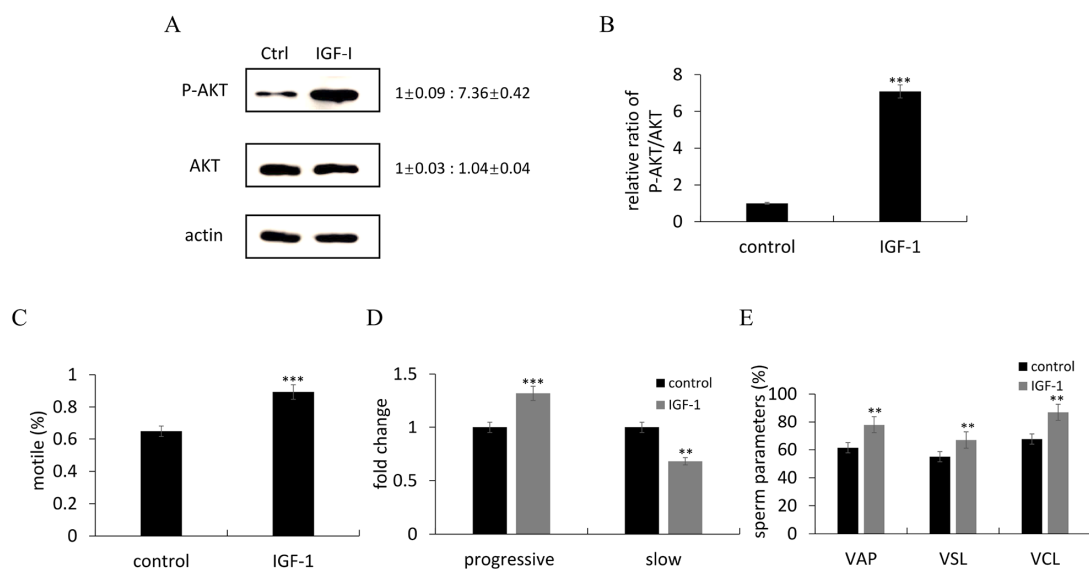 A
Ctrl IGF-I
P-AKT 1±0.09 : 7.36±0.42
AKT 1±0.03 : 1.04±0.04
actin
B
relative ratio of
P-AKT/AKT
8
6
4
2
0
***
control IGF-1
C
motile (%)
1
0.8
0.6
0.4
0.2
0
***
control IGF-1
D
fold change
1.5
1
0.5
0
***
**
control
IGF-1
progressive slow
E
sperm parameters (%)
100
80
60
40
20
0
**
**
**
control
IGF-1
VAP VSL VCL